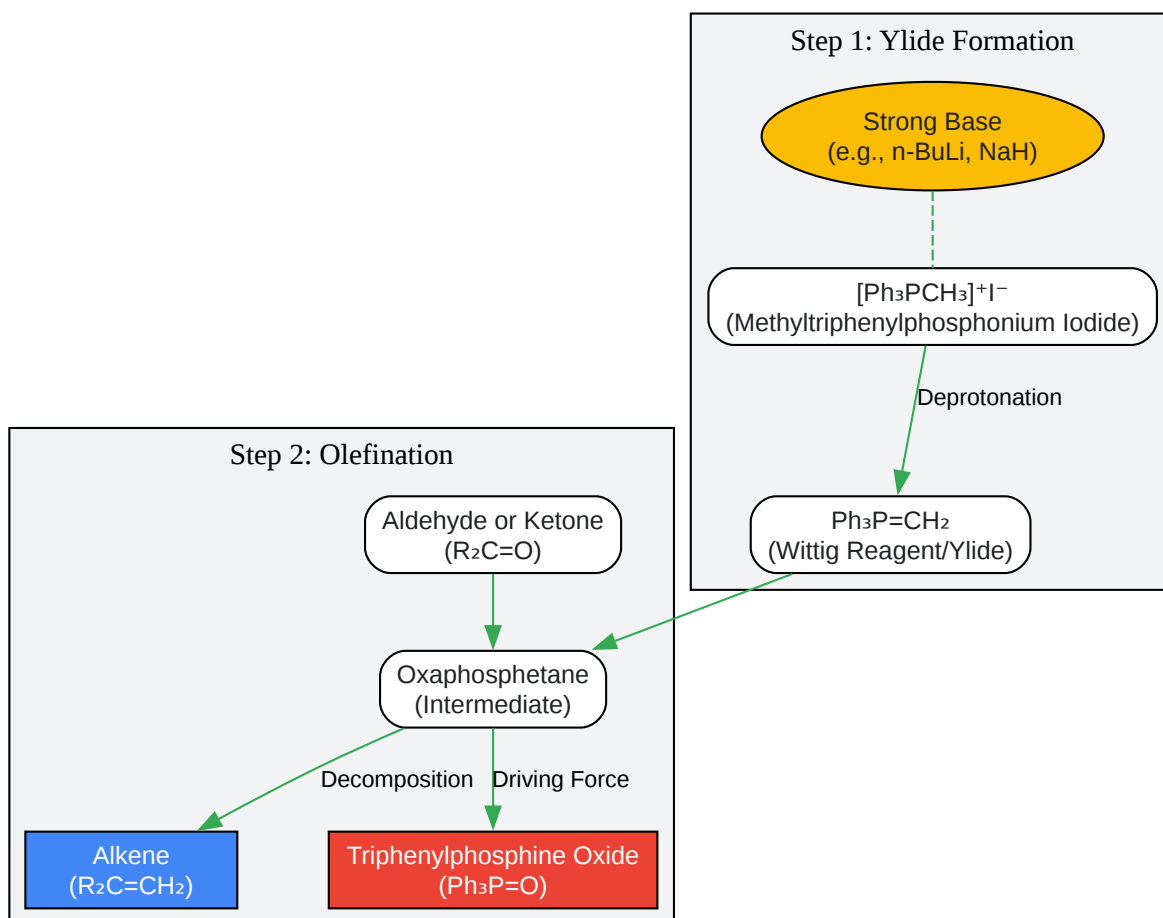 Step 1: Ylide Formation
Strong Base
(e.g., n-BuLi, NaH)
[Ph₃PCH₃]⁺I⁻
(Methyltriphenylphosphonium Iodide)
Deprotonation
Ph₃P=CH₂
(Wittig Reagent/Ylide)
Step 2: Olefination
Aldehyde or Ketone
(R₂C=O)
Oxaphosphetane
(Intermediate)
Decomposition
Driving Force
Alkene
(R₂C=CH₂)
Triphenylphosphine Oxide
(Ph₃P=O)